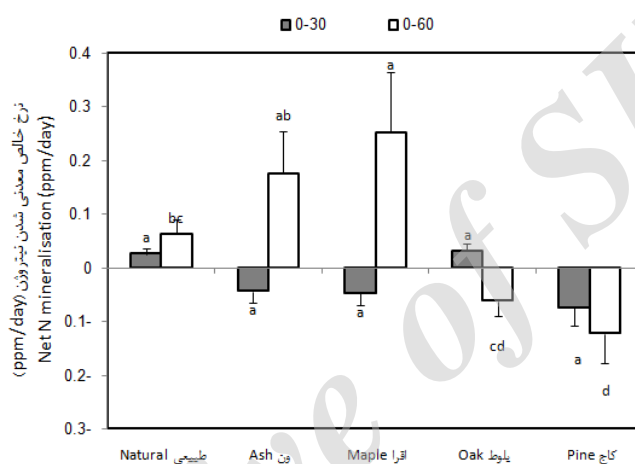 0-30 0-60
نرخ خالص معدنی شدن نیتروژن (ppm/day)
Net N mineralisation (ppm/day)
0.4
0.3
0.2
0.1
0
0.1-
0.2-
0.3-
a bc
a ab
a a
a cd
a d
Natural طبیعی
Ash ون
Maple افرا
Oak بلوط
Pine کاج